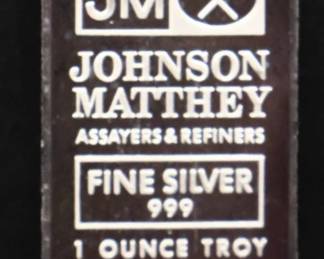 JM
JOHNSON
MATTHEY
ASSAYERS & REFINERS
FINE SILVER
999
1 OUNCE TROY